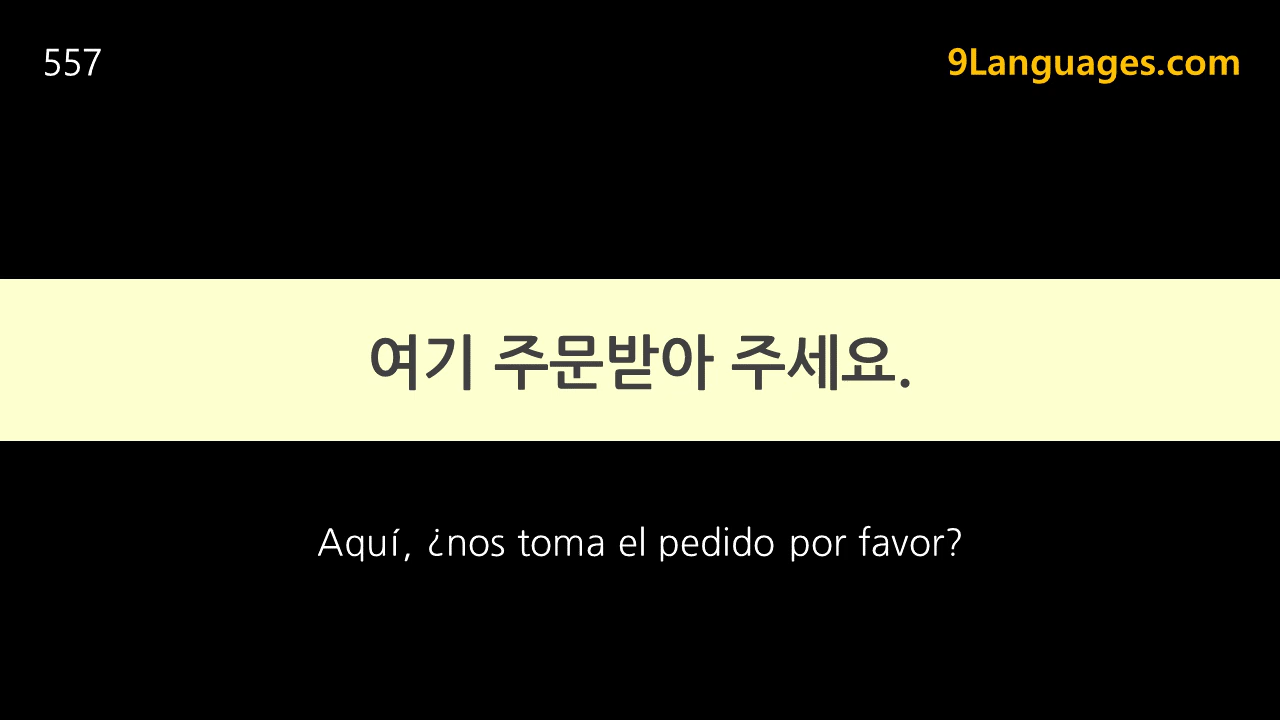 557
9Languages.com
여기 주문받아 주세요.
Aquí, ¿nos toma el pedido por favor?